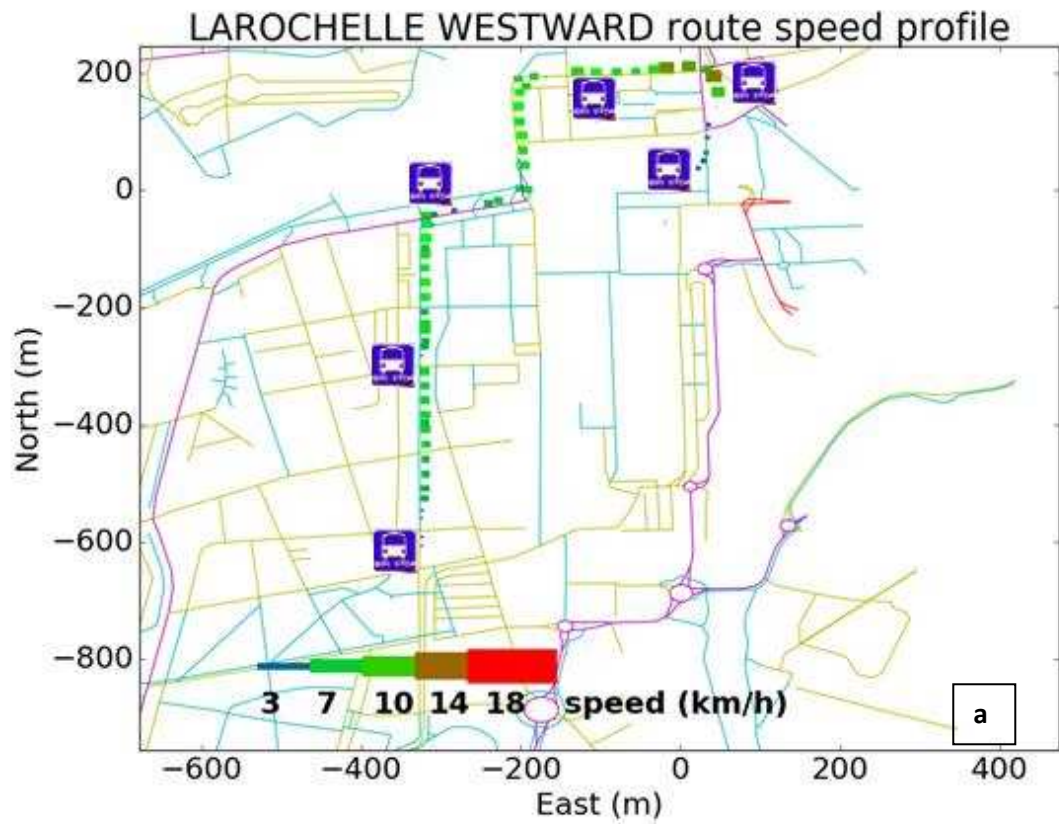 LAROCHELLE WESTWARD route speed profile
North (m)
200
0
−200
−400
−600
−800
3 7 10 14 18 speed (km/h)
a
−600 −400 −200 0 200 400
East (m)